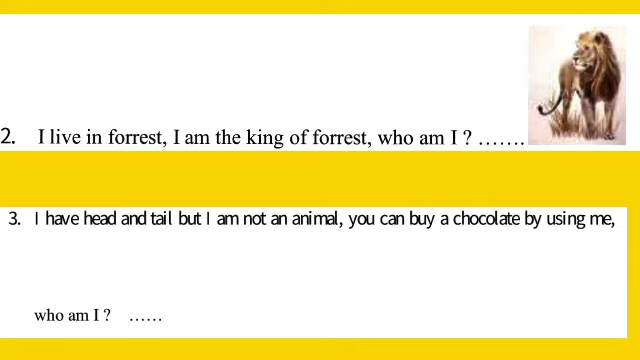 2. I live in forrest, I am the king of forrest, who am I ? .......
3. I have head and tail but I am not an animal, you can buy a chocolate by using me,
who am I ? ......